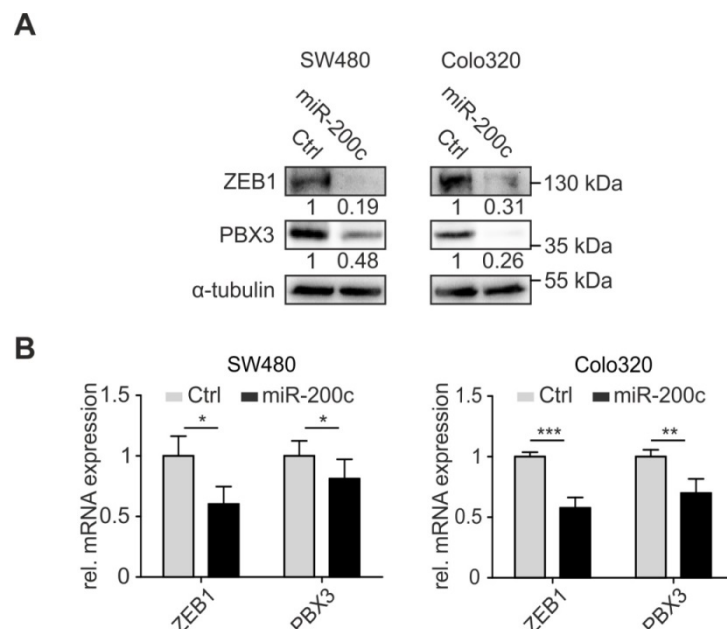 A
SW480 Colo320
Ctrl miR-200c Ctrl miR-200c
ZEB1 130 kDa
1 0.19 1 0.31
PBX3 35 kDa
1 0.48 1 0.26
α-tubulin 55 kDa
B
SW480 Colo320
1.5 Ctrl miR-200c 1.5 Ctrl miR-200c
* * *** **
1 1
rel. mRNA expression rel. mRNA expression
0.5 0.5
0 0
ZEB1 PBX3 ZEB1 PBX3